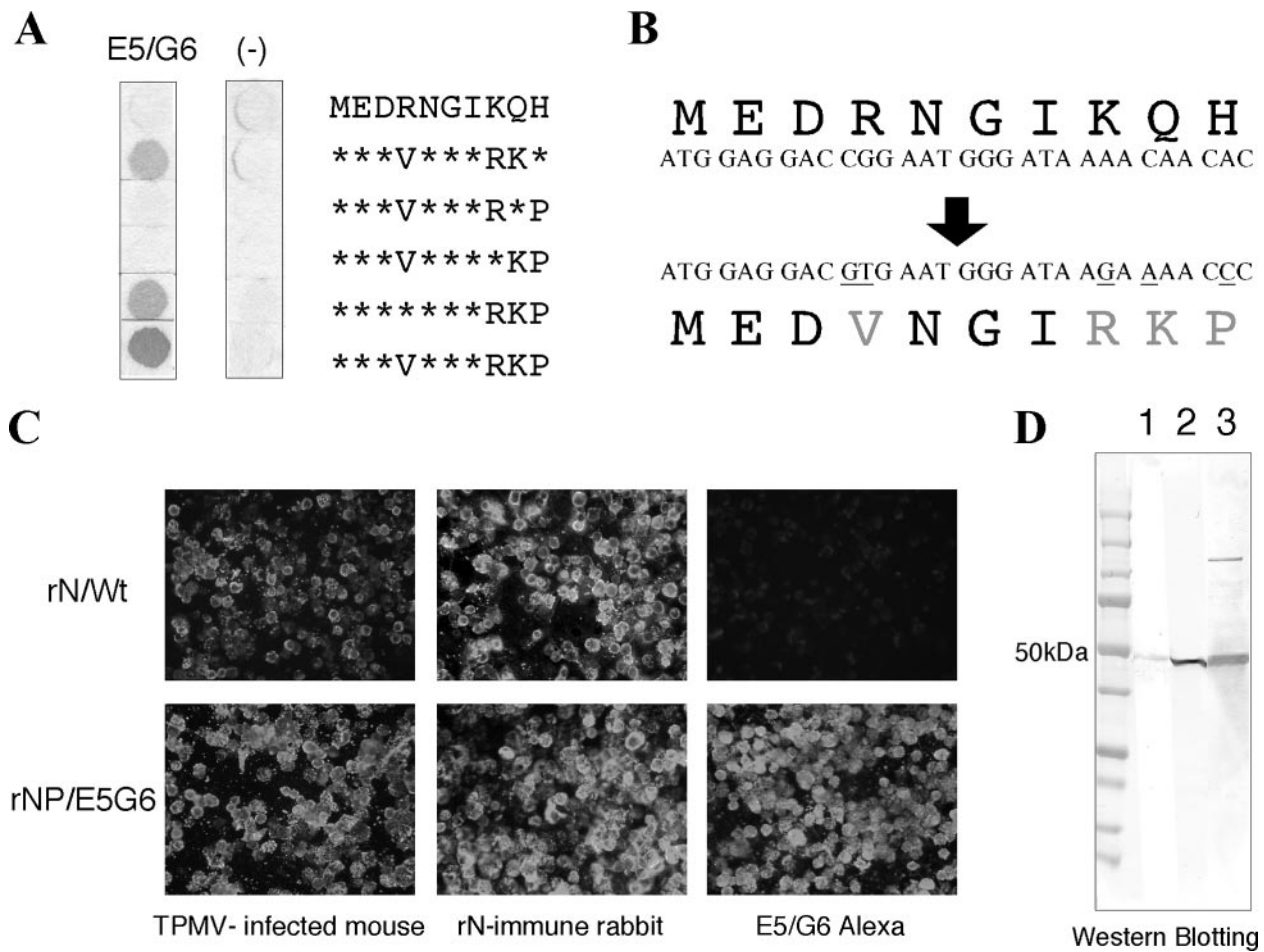 A
E5/G6 (-)
MEDRNGIKQH
***V***RK*
***V***R*P
***V****KP
*******RKP
***V***RKP
B
M E D R N G I K Q H
ATG GAG GAC CGG AAT GGG ATA AAA CAA CAC
ATG GAG GAC GTG AAT GGG ATA AGA AAA CCC
M E D V N G I R K P
C
rN/Wt
rNP/E5G6
TPMV- infected mouse
rN-immune rabbit
E5/G6 Alexa
D
1 2 3
50kDa
Western Blotting